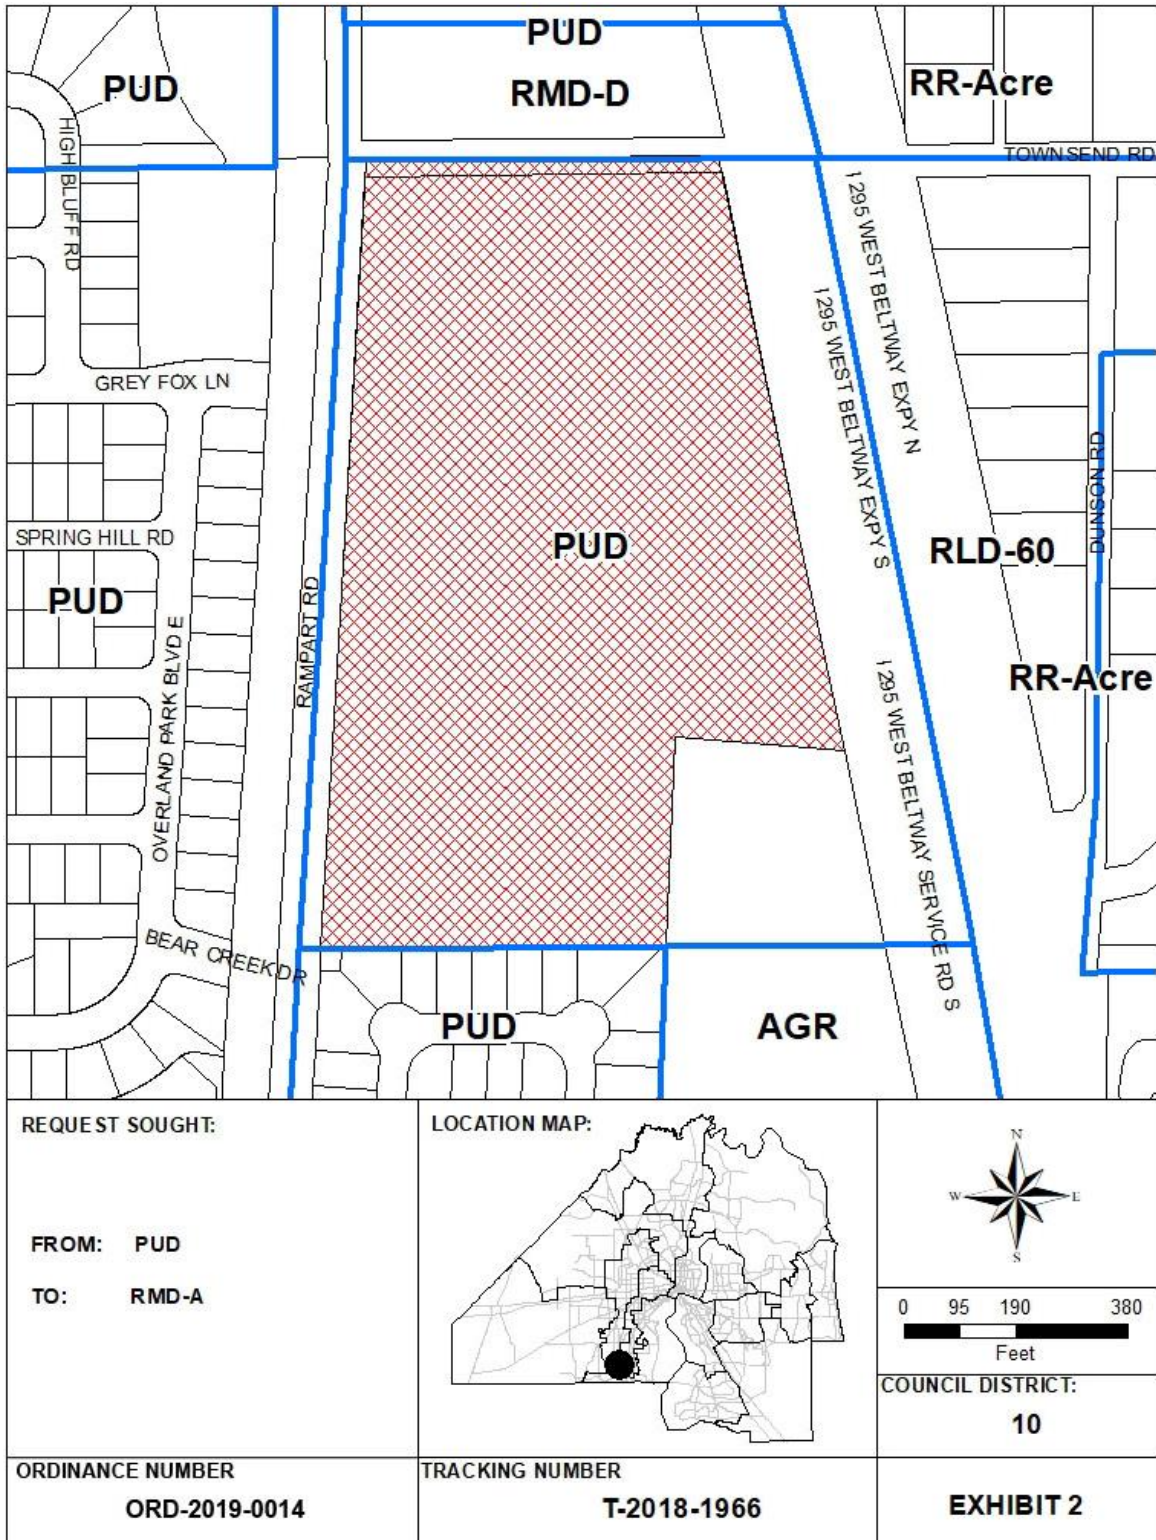 PUD
PUD
RMD-D
RR-Acre
HIGH BLUFF RD
TOWNSEND RD
I 295 WEST BELTWAY EXPY N
I 295 WEST BELTWAY EXPY S
GREY FOX LN
DUNSON RD
SPRING HILL RD
PUD
RLD-60
PUD
RAMPART RD
OVERLAND PARK BLVD E
RR-Acre
I 295 WEST BELTWAY SERVICE RD S
BEAR CREEK DR
PUD
AGR
REQUEST SOUGHT:
FROM: PUD
TO: RMD-A
LOCATION MAP:
N
W E
S
0 95 190 380
Feet
COUNCIL DISTRICT:
10
ORDINANCE NUMBER
ORD-2019-0014
TRACKING NUMBER
T-2018-1966
EXHIBIT 2